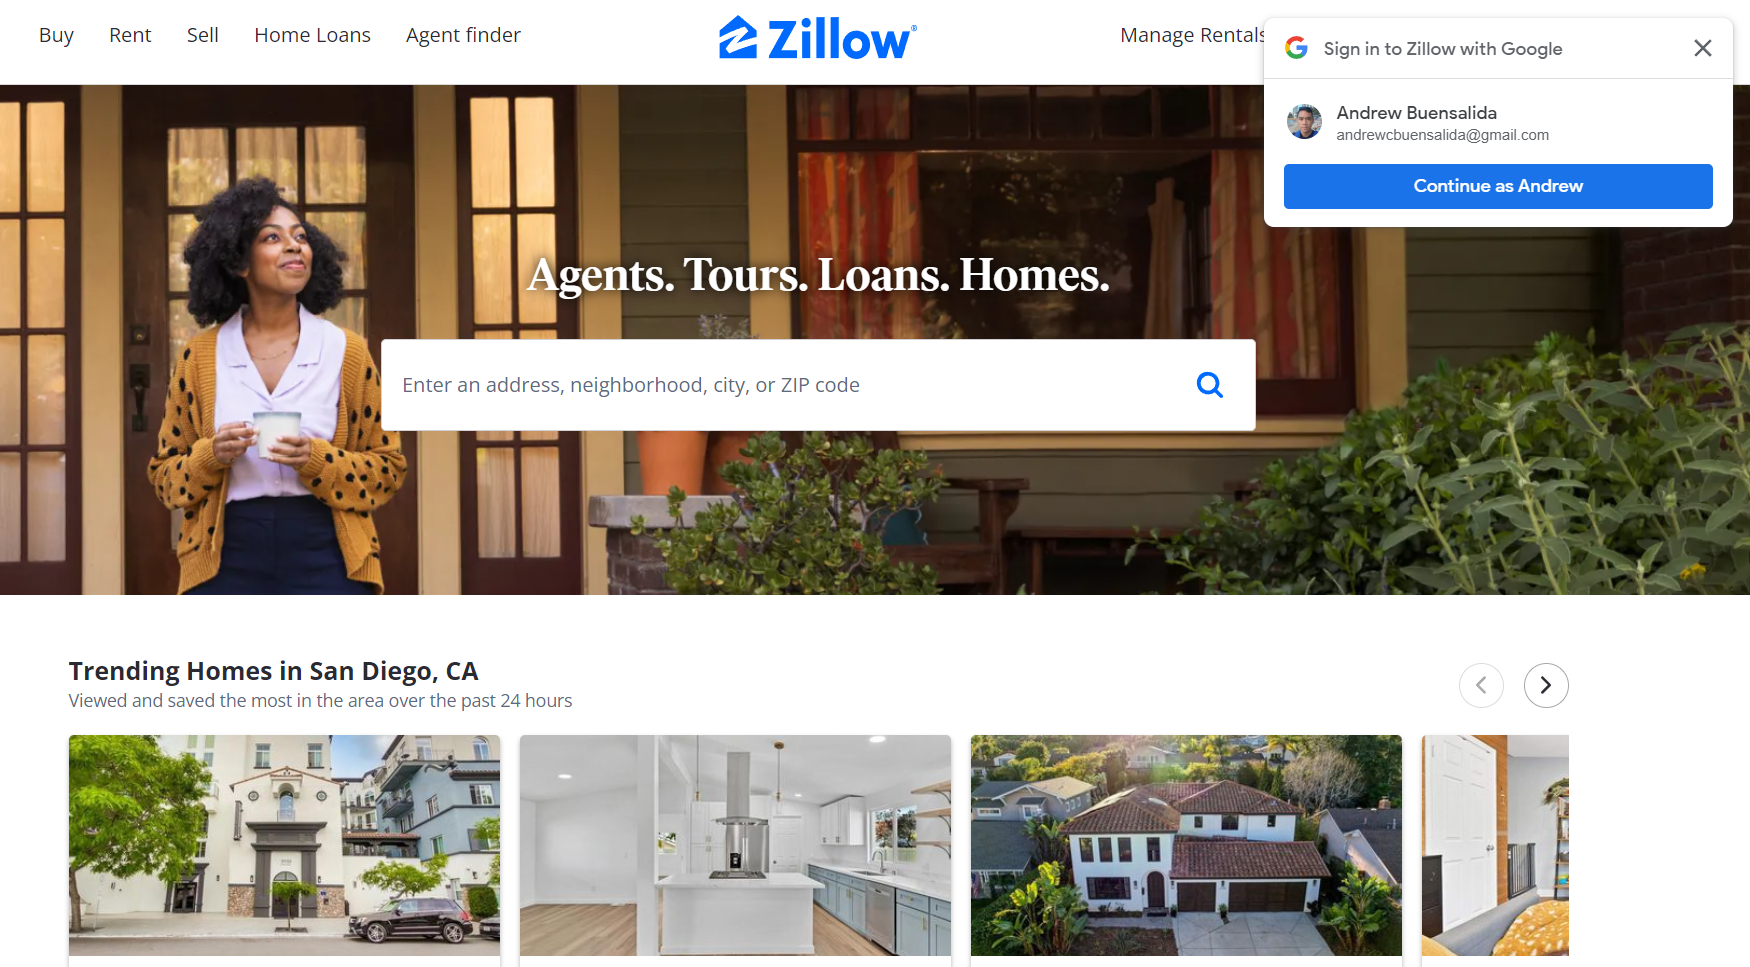 Buy Rent Sell Home Loans Agent finder
Zillow®
Manage Rentals
Sign in to Zillow with Google
Andrew Buensalida
andrewcbuensalida@gmail.com
Continue as Andrew
Agents. Tours. Loans. Homes.
Enter an address, neighborhood, city, or ZIP code
Trending Homes in San Diego, CA
Viewed and saved the most in the area over the past 24 hours